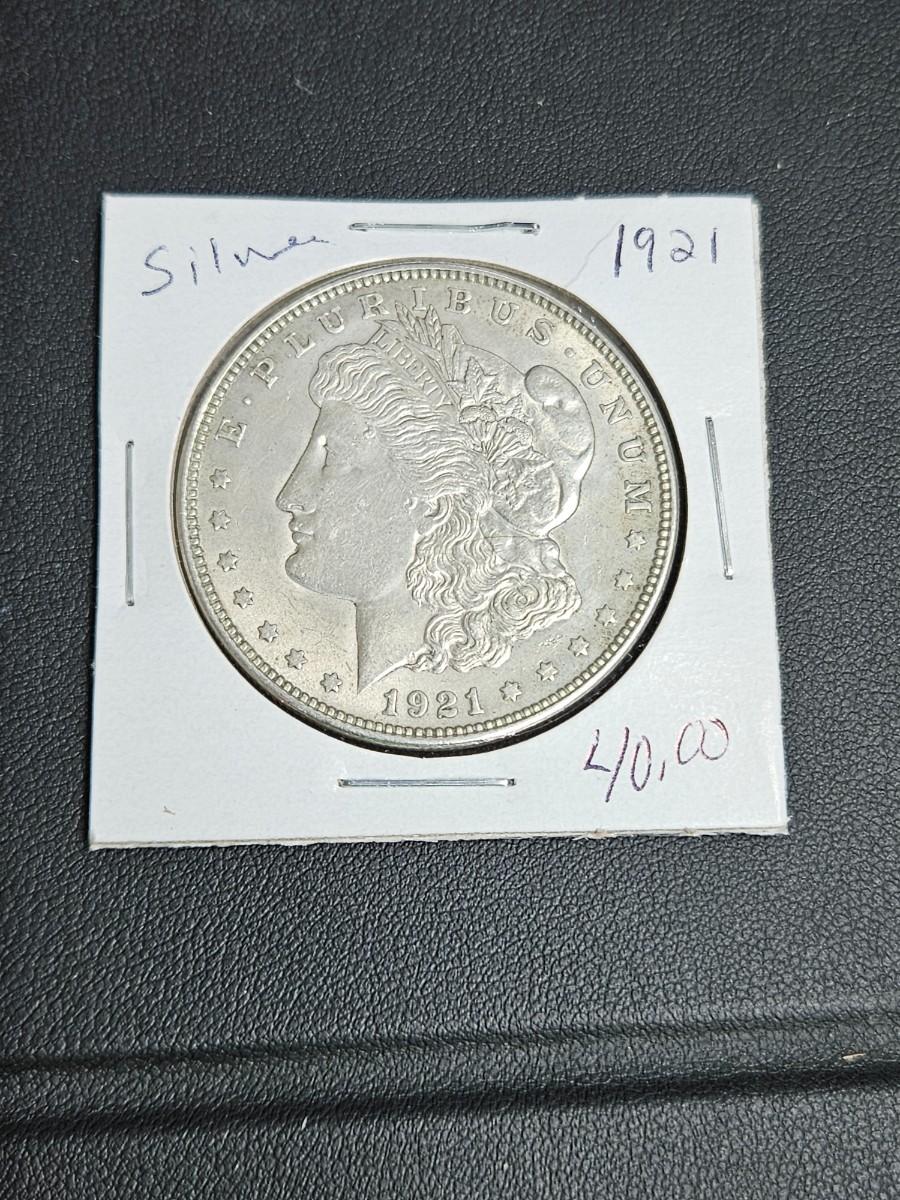 Silver
1921
E · PLURIBUS · UNUM
LIBERTY
1921
40.00